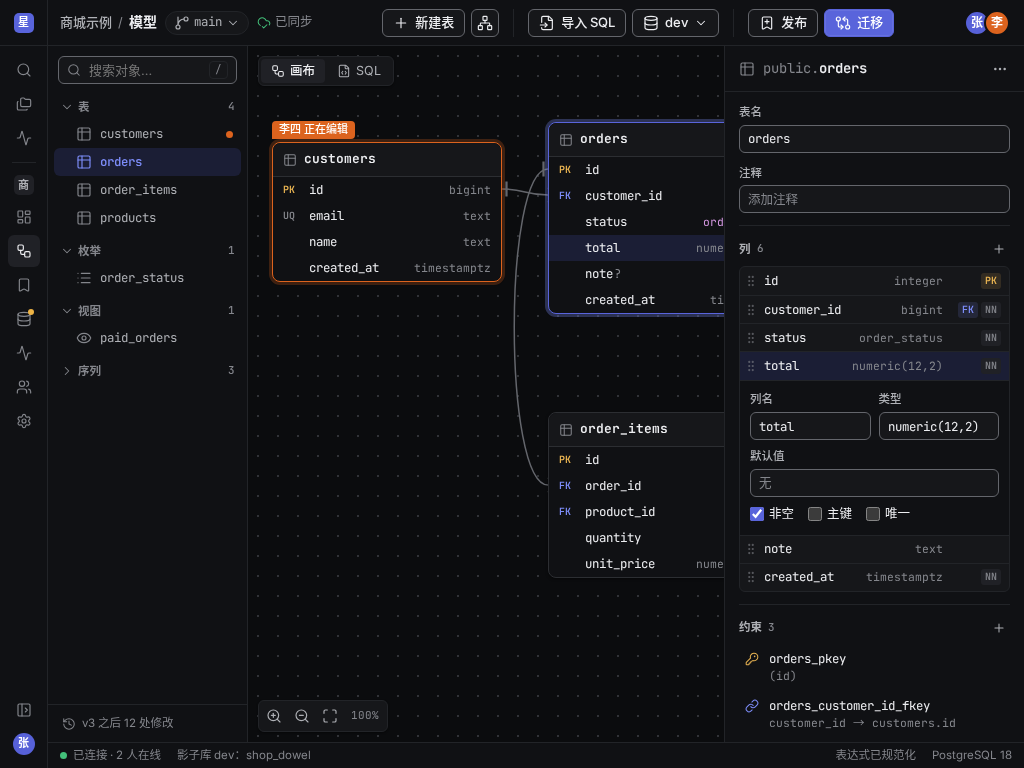 星 商城示例 / 模型 main 已同步 新建表 导入 SQL dev 发布 迁移 张 李
搜索对象... /
表 4
customers
orders
order_items
products
枚举 1
order_status
视图 1
paid_orders
序列 3
v3 之后 12 处修改
商
张
画布 SQL
李四 正在编辑
customers
PK id bigint
UQ email text
name text
created_at timestamptz
orders
PK id
FK customer_id
status ord
total nume
note?
created_at ti
order_items
PK id
FK order_id
FK product_id
quantity
unit_price nume
100%
public.orders
表名
orders
注释
添加注释
列 6
id integer PK
customer_id bigint FK NN
status order_status NN
total numeric(12,2) NN
列名 类型
total numeric(12,2)
默认值
无
非空 主键 唯一
note text
created_at timestamptz NN
约束 3
orders_pkey
(id)
orders_customer_id_fkey
customer_id → customers.id
已连接 · 2 人在线 影子库 dev：shop_dowel 表达式已规范化 PostgreSQL 18